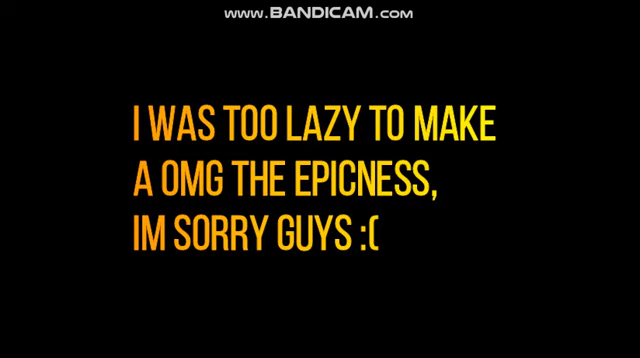 www.BANDICAM.com
I WAS TOO LAZY TO MAKE
A OMG THE EPICNESS,
IM SORRY GUYS :(